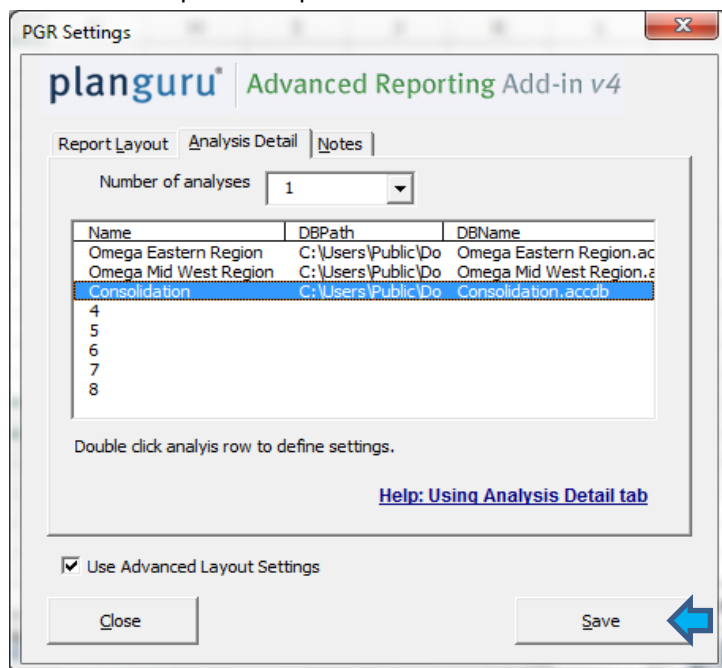 PGR Settings
planguru Advanced Reporting Add-in v4
Report Layout Analysis Detail Notes
Number of analyses 1
Name DBPath DBName
Omega Eastern Region C:\Users\Public\Do Omega Eastern Region.ac
Omega Mid West Region C:\Users\Public\Do Omega Mid West Region.a
Consolidation C:\Users\Public\Do Consolidation.accdb
4
5
6
7
8
Double click analyis row to define settings.
Help: Using Analysis Detail tab
Use Advanced Layout Settings
Close Save